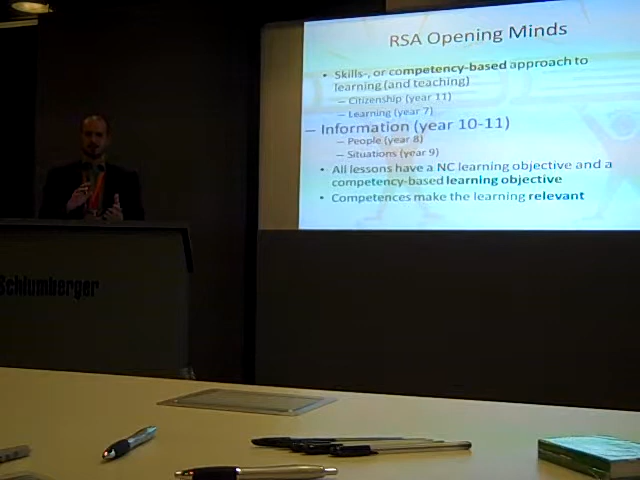 RSA Opening Minds
• Skills-, or competency-based approach to
learning (and teaching)
– Citizenship (year 11)
– Learning (year 7)
– Information (year 10-11)
– People (year 8)
– Situations (year 9)
• All lessons have a NC learning objective and a
competency-based learning objective
• Competences make the learning relevant
Schlumberger